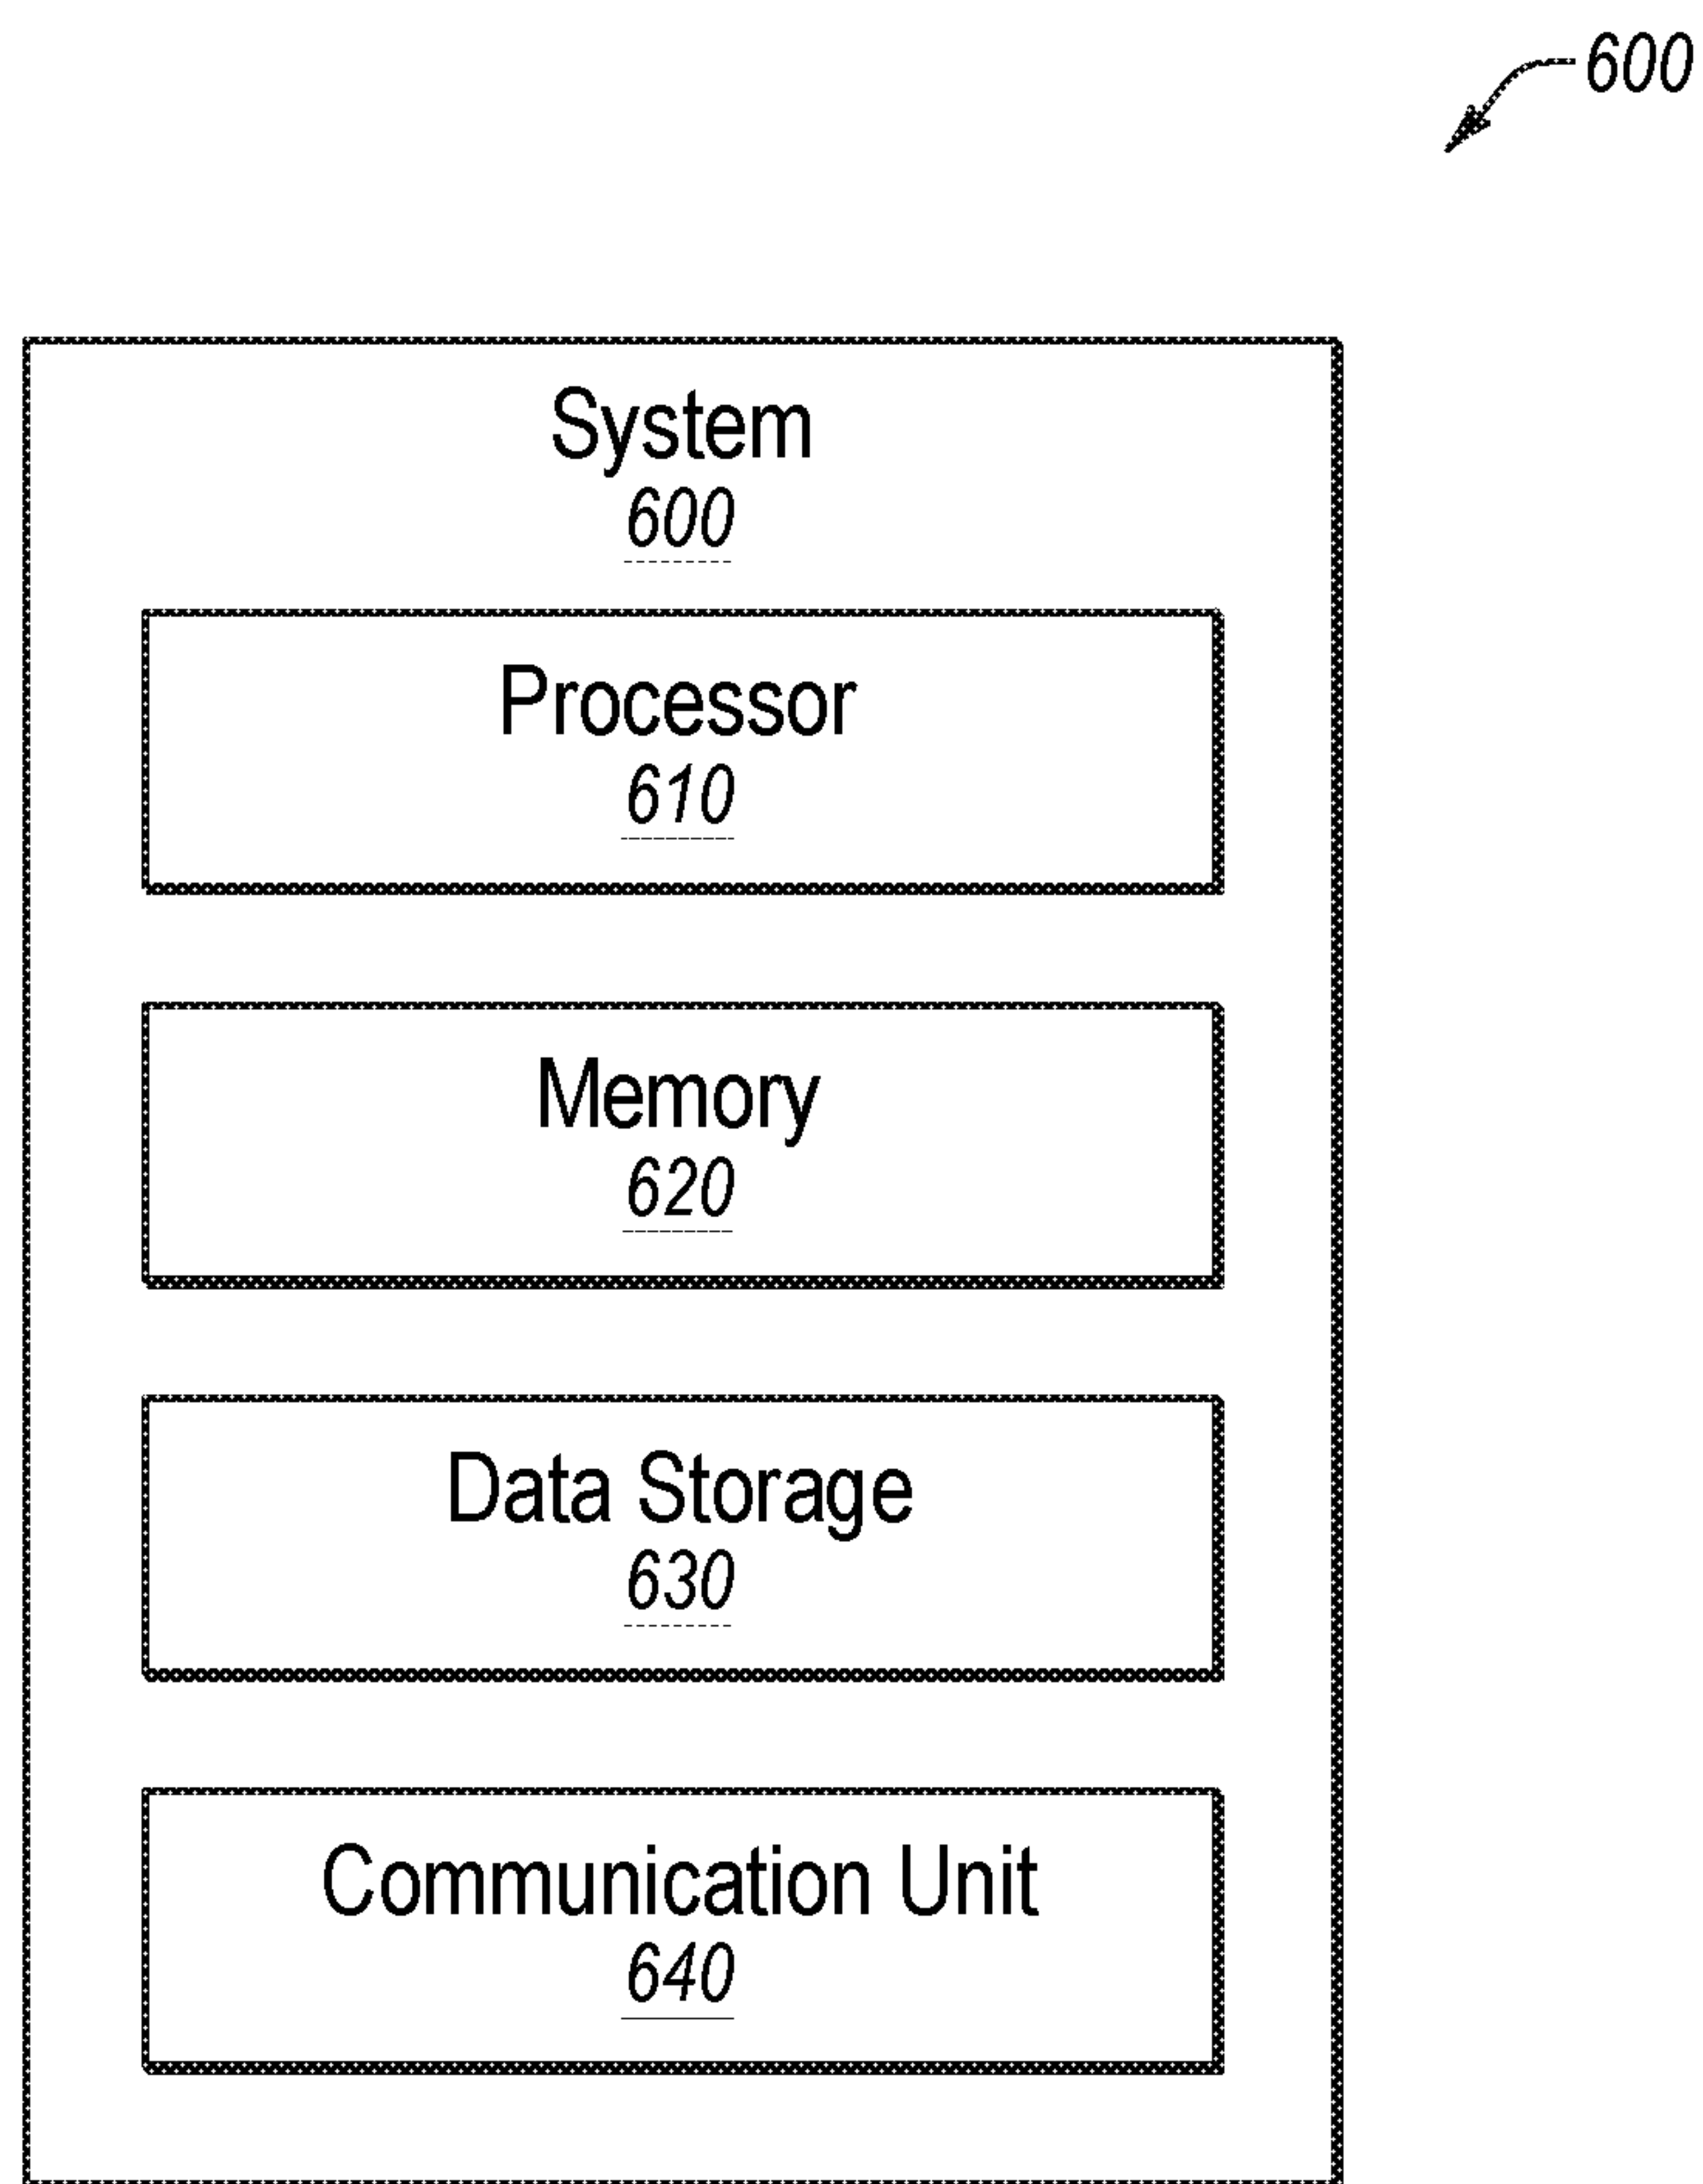 600
System
600
Processor
610
Memory
620
Data Storage
630
Communication Unit
640